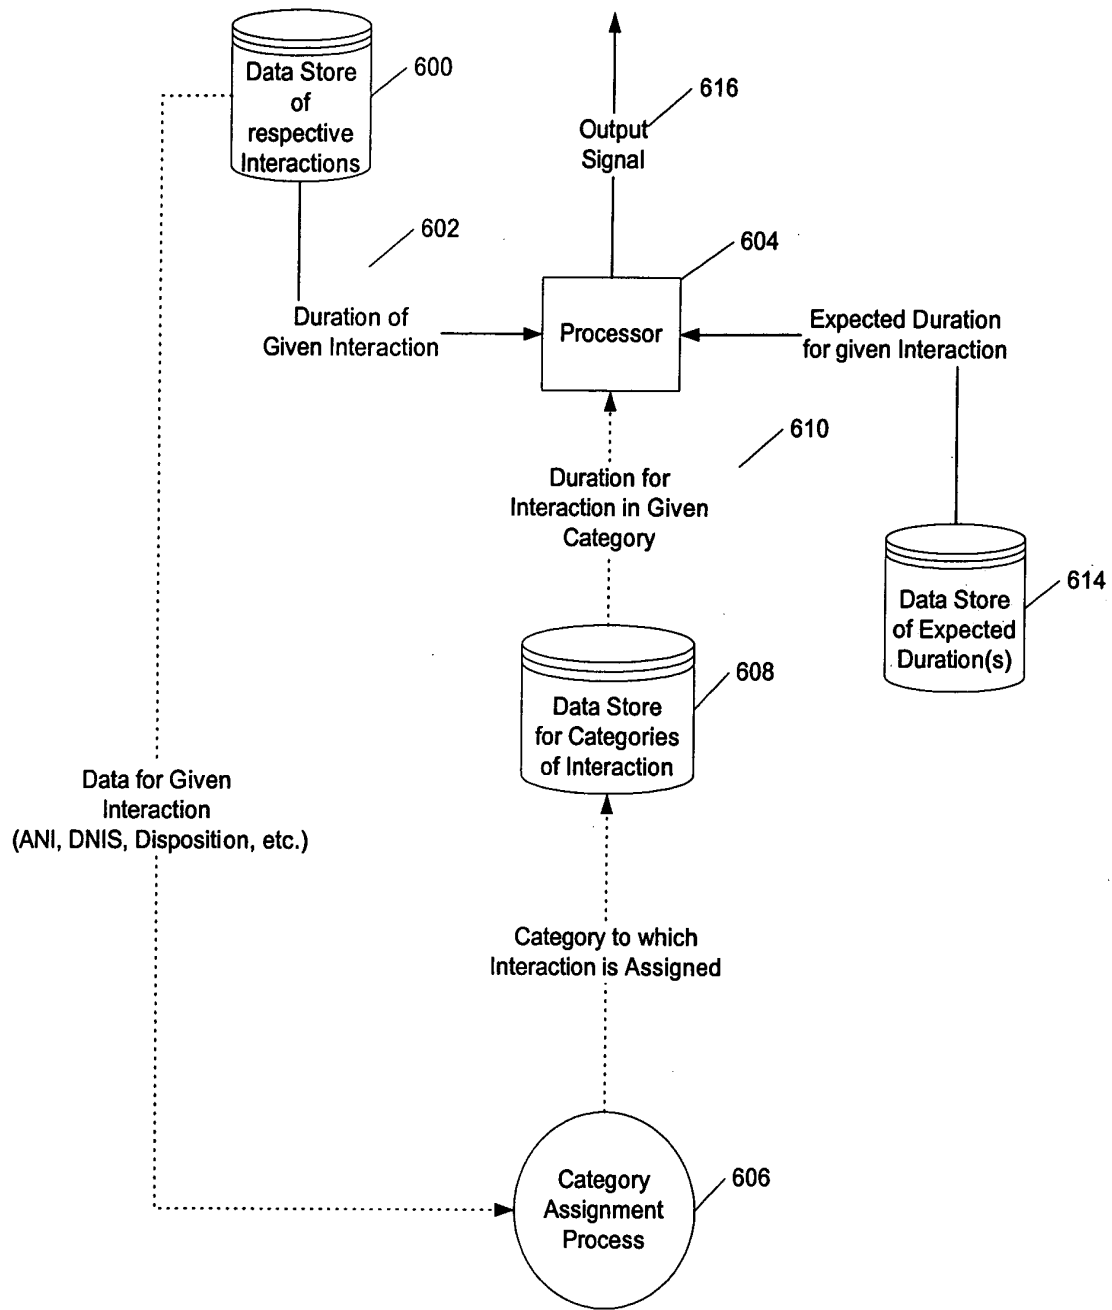 Data Store
of
respective
Interactions
600
616
Output
Signal
602
604
Duration of
Given Interaction
Processor
Expected Duration
for given Interaction
610
Duration for
Interaction in Given
Category
Data Store
of Expected
Duration(s)
614
608
Data Store
for Categories
of Interaction
Data for Given
Interaction
(ANI, DNIS, Disposition, etc.)
Category to which
Interaction is Assigned
Category
Assignment
Process
606